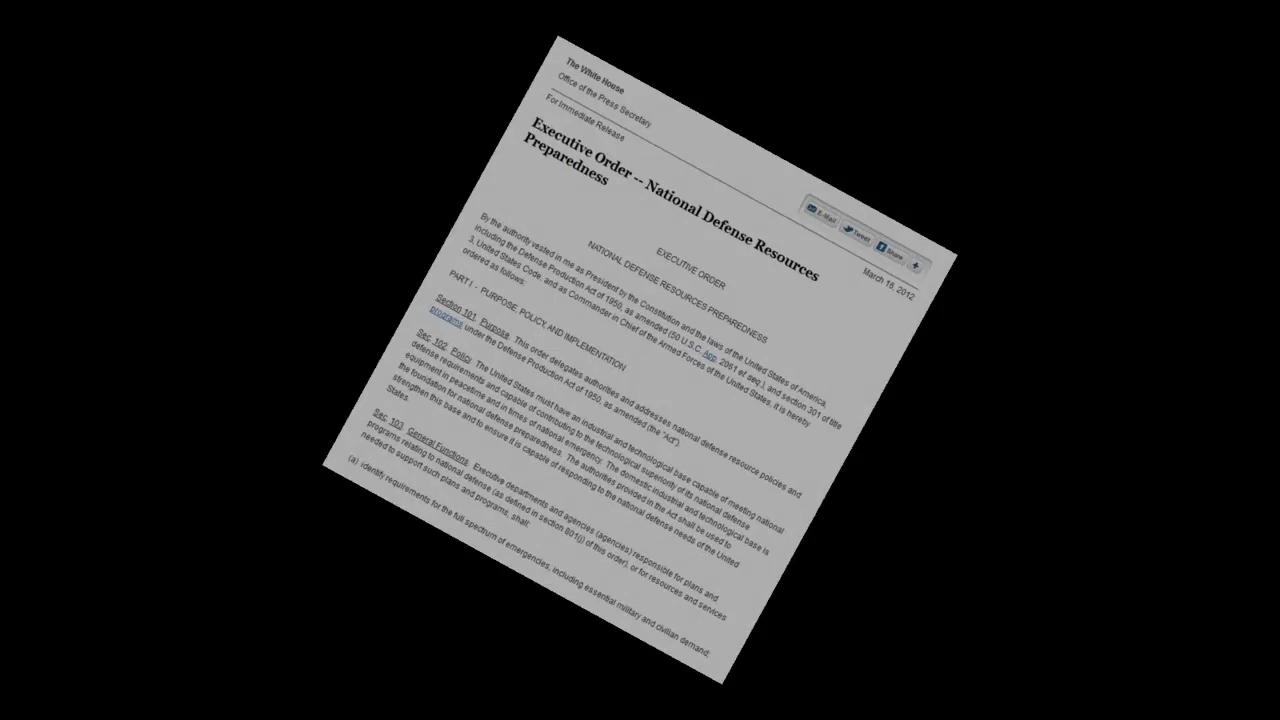 The White House
Office of the Press Secretary
For Immediate Release
E-Mail Tweet Share +
March 16, 2012
Executive Order -- National Defense Resources
Preparedness
EXECUTIVE ORDER
NATIONAL DEFENSE RESOURCES PREPAREDNESS
By the authority vested in me as President by the Constitution and the laws of the United States of America,
including the Defense Production Act of 1950, as amended (50 U.S.C. App. 2061 et seq.), and section 301 of title
3, United States Code, and as Commander in Chief of the Armed Forces of the United States, it is hereby
ordered as follows:
PART I - PURPOSE, POLICY, AND IMPLEMENTATION
Section 101. Purpose. This order delegates authorities and addresses national defense resource policies and
programs under the Defense Production Act of 1950, as amended (the "Act").
Sec. 102. Policy. The United States must have an industrial and technological base capable of meeting national
defense requirements and capable of contributing to the technological superiority of its national defense
equipment in peacetime and in times of national emergency. The domestic industrial and technological base is
the foundation for national defense preparedness. The authorities provided in the Act shall be used to
strengthen this base and to ensure it is capable of responding to the national defense needs of the United
States.
Sec. 103. General Functions. Executive departments and agencies (agencies) responsible for plans and
programs relating to national defense (as defined in section 801(j) of this order), or for resources and services
needed to support such plans and programs, shall:
(a) identify requirements for the full spectrum of emergencies, including essential military and civilian demand;